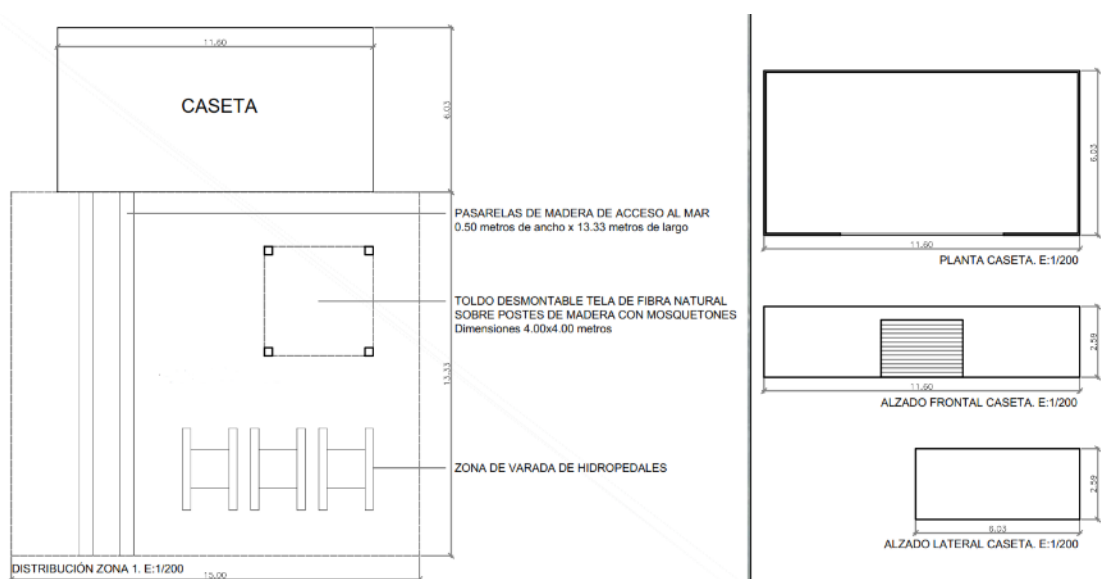 11.60
CASETA
6.03
PASARELAS DE MADERA DE ACCESO AL MAR
0.50 metros de ancho x 13.33 metros de largo
TOLDO DESMONTABLE TELA DE FIBRA NATURAL
SOBRE POSTES DE MADERA CON MOSQUETONES
Dimensiones 4.00x4.00 metros
13.33
ZONA DE VARADA DE HIDROPEDALES
DISTRIBUCIÓN ZONA 1. E:1/200
15.00
6.03
11.60
PLANTA CASETA. E:1/200
2.59
11.60
ALZADO FRONTAL CASETA. E:1/200
2.59
6.03
ALZADO LATERAL CASETA. E:1/200